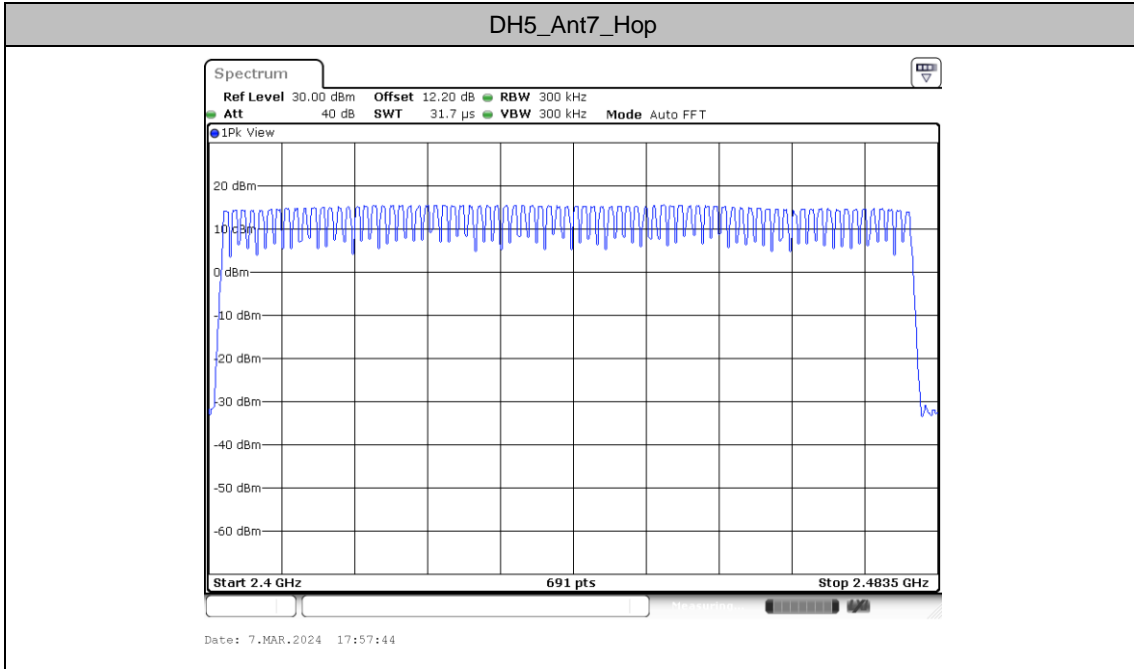 DH5_Ant7_Hop
Spectrum
Ref Level 30.00 dBm Offset 12.20 dB RBW 300 kHz
Att 40 dB SWT 31.7 µs VBW 300 kHz Mode Auto FFT
1Pk View
20 dBm
10 dBm
0 dBm
-10 dBm
-20 dBm
-30 dBm
-40 dBm
-50 dBm
-60 dBm
Start 2.4 GHz 691 pts Stop 2.4835 GHz
Measuring...
Date: 7.MAR.2024 17:57:44